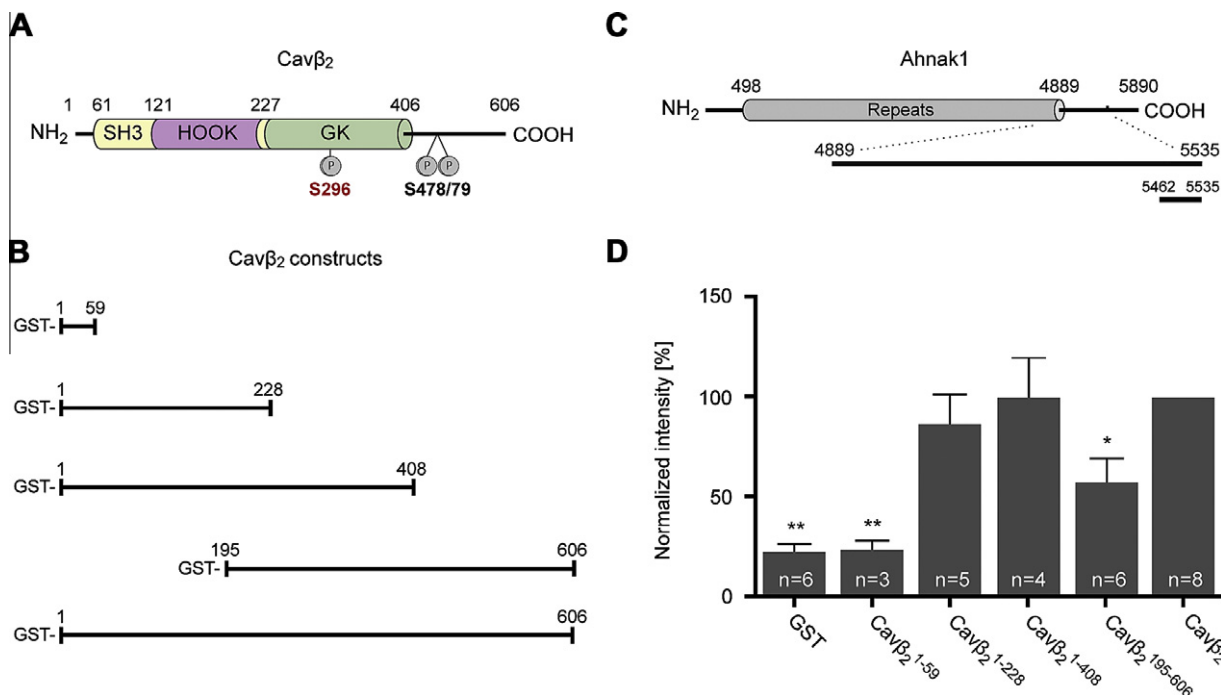 A
Cavβ₂
1 61 121 227 406 606
NH₂ SH3 HOOK GK COOH
P P P
S296 S478/79
B
Cavβ₂ constructs
1 59
GST-
1 228
GST-
1 408
GST-
195 606
GST-
1 606
GST-
C
Ahnak1
498 4889 5890
NH₂ Repeats COOH
4889 5535
5462 5535
D
Normalized intensity [%]
150
100
50
0
** ** *
n=6 n=3 n=5 n=4 n=6 n=8
GST
Cavβ₂ ¹⁻⁵⁹
Cavβ₂ ¹⁻²²⁸
Cavβ₂ ¹⁻⁴⁰⁸
Cavβ₂ ¹⁹⁵⁻⁶⁰⁶
Cavβ₂